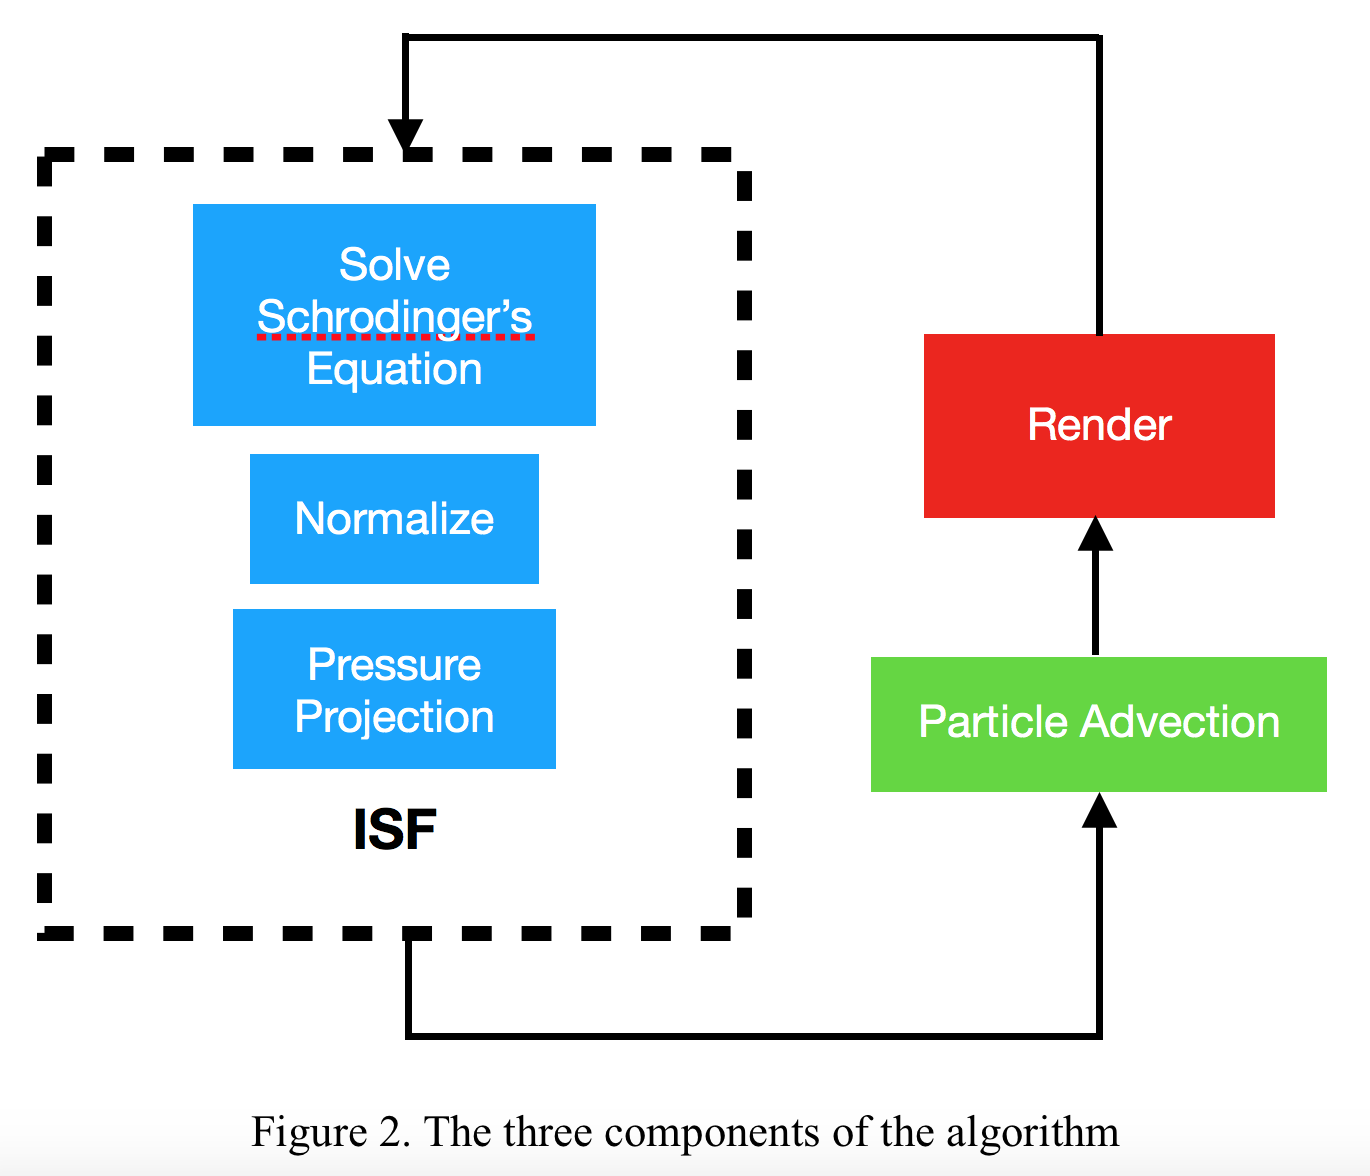 Solve
Schrodinger’s
Equation
Normalize
Pressure
Projection
ISF
Render
Particle Advection
Figure 2. The three components of the algorithm